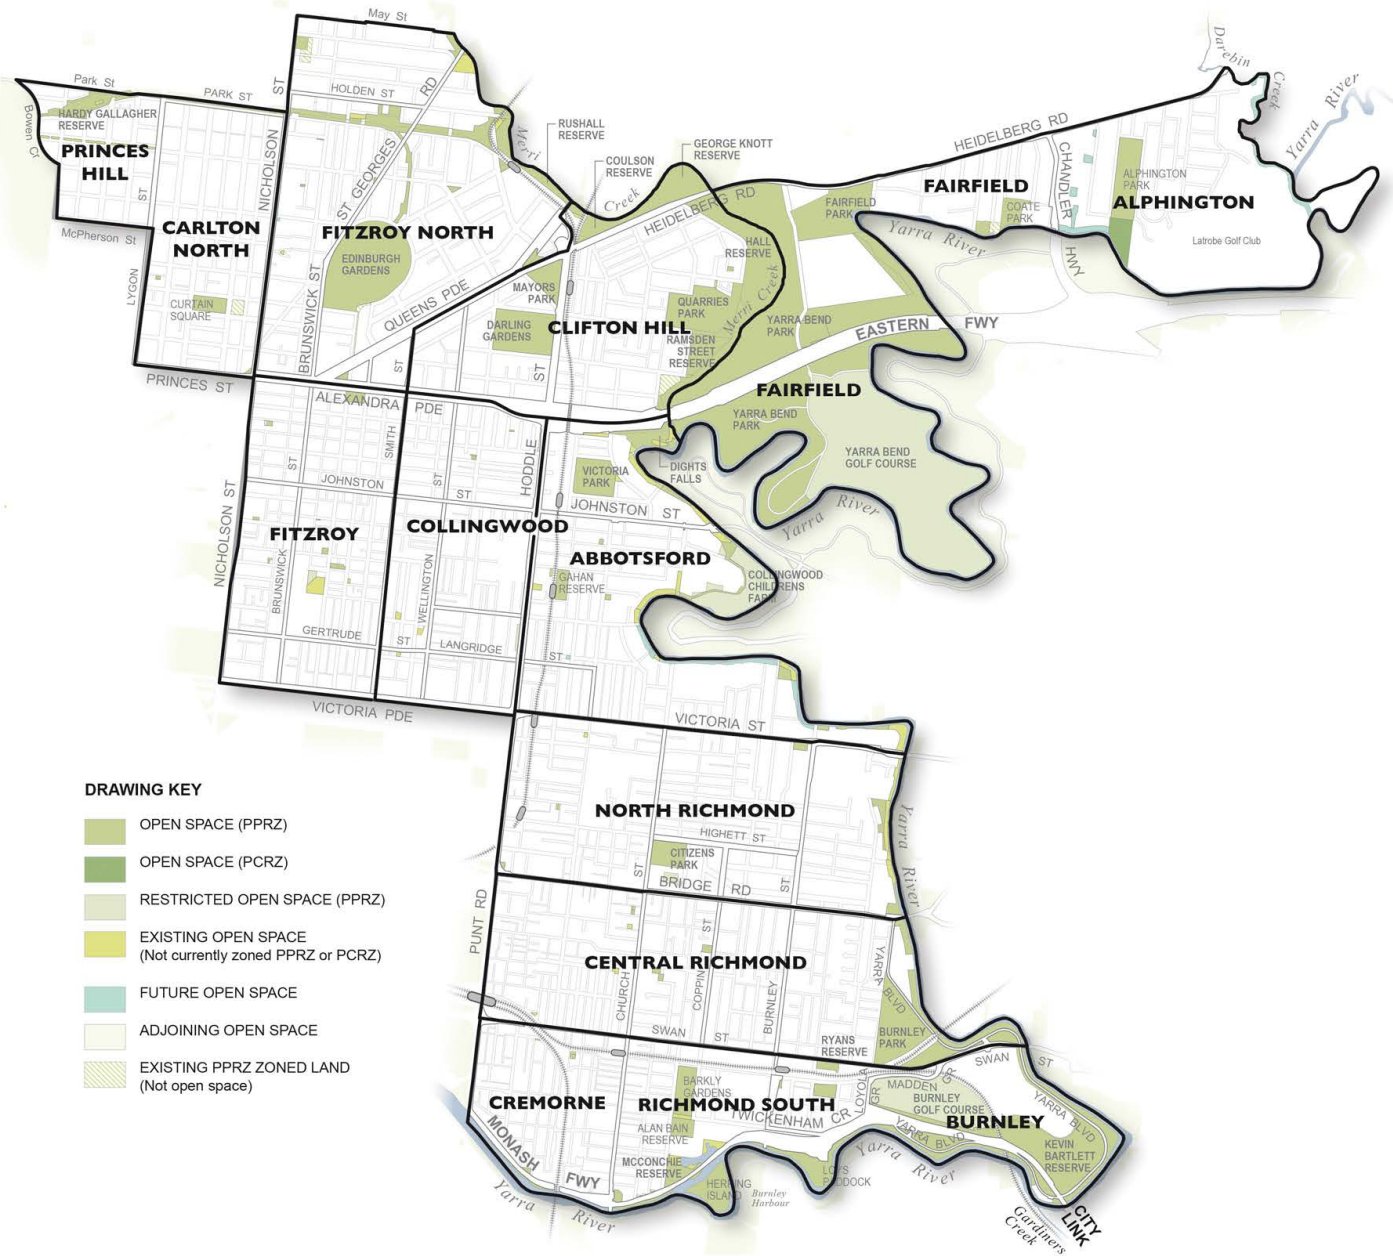 May St
Park St
PARK ST
NICHOLSON
ST
HOLDEN ST
RD
ST GEORGES
Bowen Cr
HARDY GALLAGHER
RESERVE
PRINCES
HILL
ST
McPherson St
LYGON
CARLTON
NORTH
CURTAIN
SQUARE
PRINCES ST
FITZROY NORTH
EDINBURGH
GARDENS
BRUNSWICK ST
QUEENS PDE
ST
Merri
Creek
RUSHALL
RESERVE
COULSON
RESERVE
GEORGE KNOTT
RESERVE
HEIDELBERG RD
HALL
RESERVE
Merri Creek
MAYORS
PARK
DARLING
GARDENS
CLIFTON HILL
QUARRIES
PARK
RAMSDEN
STREET
RESERVE
ST
YARRA BEND
PARK
FAIRFIELD
PARK
EASTERN FWY
Yarra River
HEIDELBERG RD
FAIRFIELD
COATE
PARK
CHANDLER
HWY
ALPHINGTON
PARK
ALPHINGTON
Latrobe Golf Club
Darebin
Creek
Yarra River
FAIRFIELD
YARRA BEND
PARK
YARRA BEND
GOLF COURSE
Yarra River
DIGHTS
FALLS
ALEXANDRA PDE
SMITH
ST
ST
HODDLE
VICTORIA
PARK
JOHNSTON ST
JOHNSTON ST
NICHOLSON ST
FITZROY
COLLINGWOOD
ABBOTSFORD
GAHAN
RESERVE
COLLINGWOOD
CHILDRENS
FARM
BRUNSWICK
WELLINGTON
GERTRUDE ST
LANGRIDGE ST
VICTORIA PDE
VICTORIA ST
NORTH RICHMOND
HIGHETT ST
CITIZENS
PARK
ST
BRIDGE RD
ST
Yarra River
PUNT RD
CENTRAL RICHMOND
CHURCH
COPPIN
ST
BURNLEY
YARRA BLVD
SWAN ST
RYANS
RESERVE
BURNLEY
PARK
SWAN ST
CREMORNE
BARKLY
GARDENS
RICHMOND SOUTH
TWICKENHAM CR
LOYOLA
GR
MADDEN
GR
BURNLEY
GOLF COURSE
BURNLEY
YARRA BLVD
YARRA BLVD
KEVIN
BARTLETT
RESERVE
ALAN BAIN
RESERVE
MCCONCHIE
RESERVE
HERRING
ISLAND
Burnley
Harbour
LOYS
PADDOCK
Yarra River
MONASH
FWY
Yarra River
Gardiners
Creek
CITY
LINK
DRAWING KEY
OPEN SPACE (PPRZ)
OPEN SPACE (PCRZ)
RESTRICTED OPEN SPACE (PPRZ)
EXISTING OPEN SPACE
(Not currently zoned PPRZ or PCRZ)
FUTURE OPEN SPACE
ADJOINING OPEN SPACE
EXISTING PPRZ ZONED LAND
(Not open space)